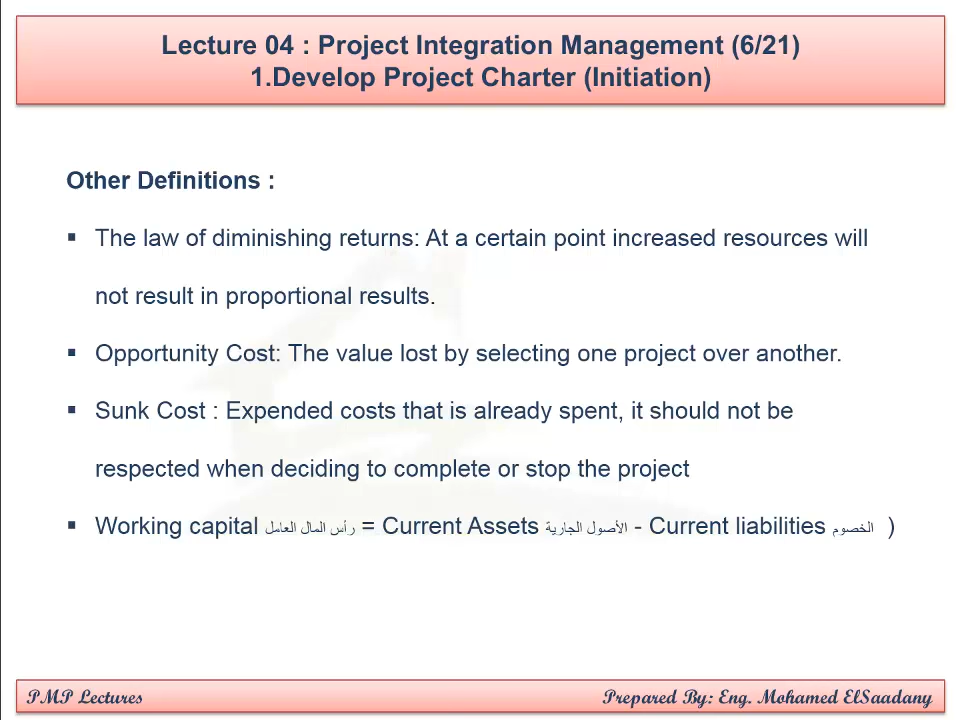 Lecture 04 : Project Integration Management (6/21)
1.Develop Project Charter (Initiation)
Other Definitions :
▪ The law of diminishing returns: At a certain point increased resources will
not result in proportional results.
▪ Opportunity Cost: The value lost by selecting one project over another.
▪ Sunk Cost : Expended costs that is already spent, it should not be
respected when deciding to complete or stop the project
▪ Working capital رأس المال العامل = Current Assets الأصول الجارية - Current liabilities الخصوم )
PMP Lectures
Prepared By: Eng. Mohamed ElSaadany